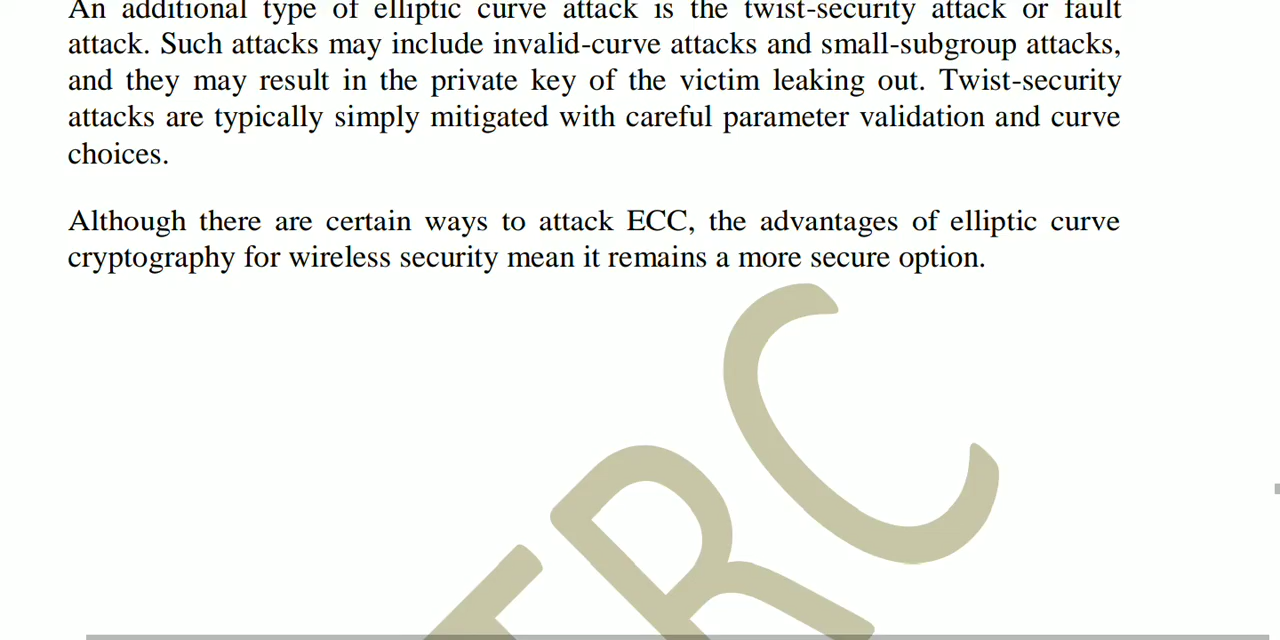 An additional type of elliptic curve attack is the twist-security attack or fault
attack. Such attacks may include invalid-curve attacks and small-subgroup attacks,
and they may result in the private key of the victim leaking out. Twist-security
attacks are typically simply mitigated with careful parameter validation and curve
choices.
Although there are certain ways to attack ECC, the advantages of elliptic curve
cryptography for wireless security mean it remains a more secure option.
RC